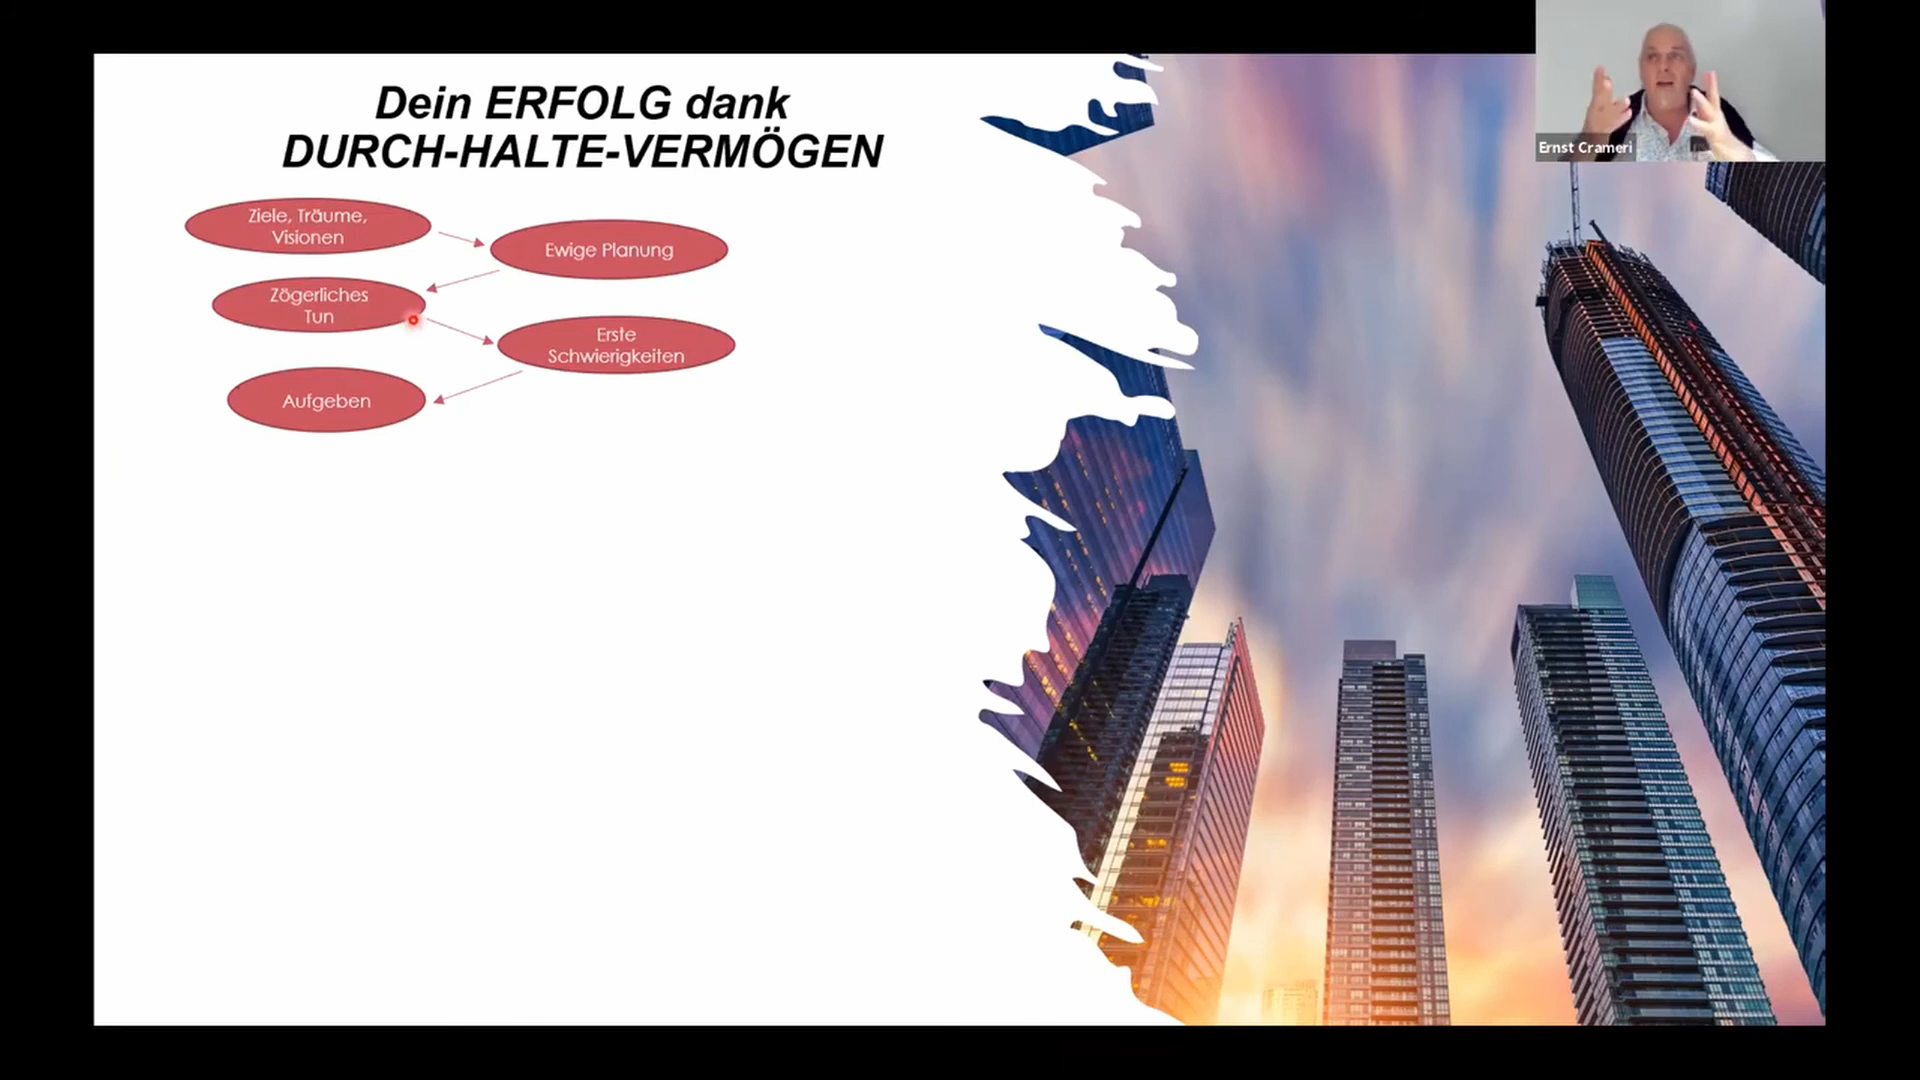 Dein ERFOLG dank
DURCH-HALTE-VERMÖGEN
Ziele, Träume,
Visionen
Ewige Planung
Zögerliches
Tun
Erste
Schwierigkeiten
Aufgeben
Ernst Crameri